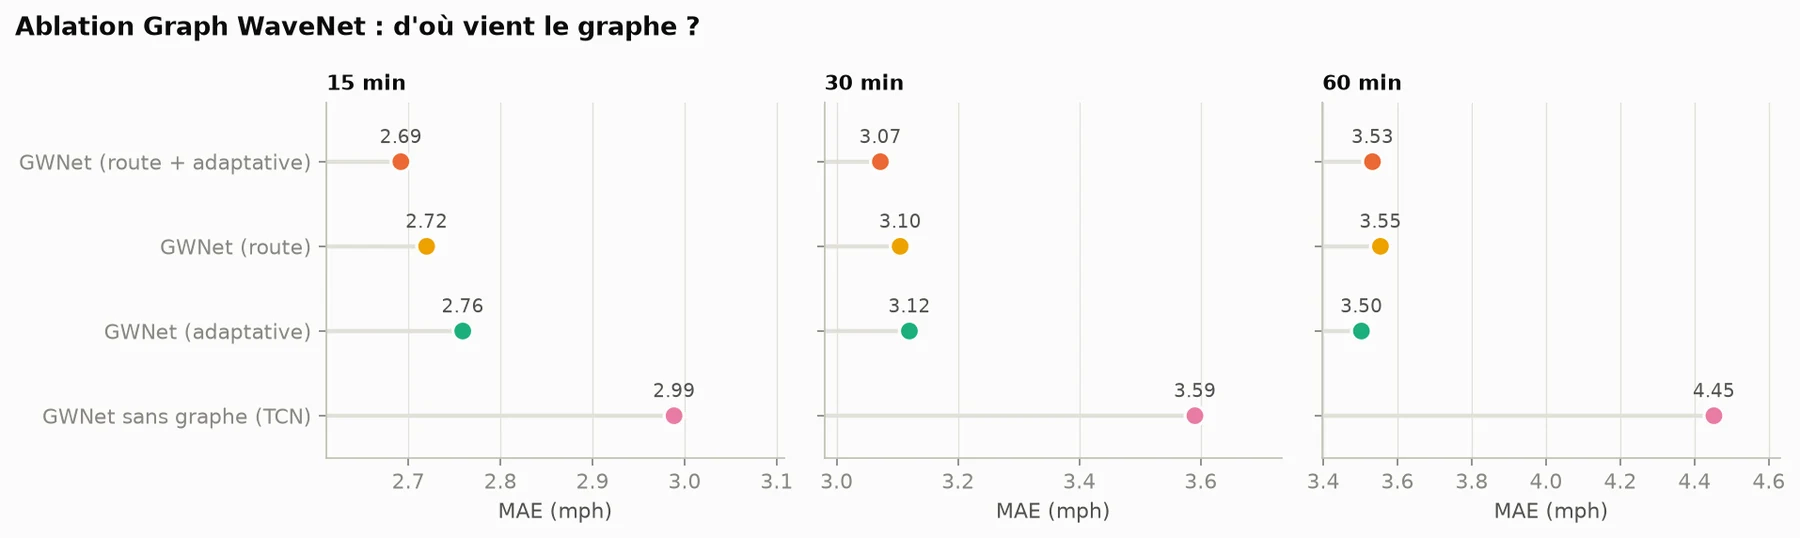 Ablation Graph WaveNet : d'où vient le graphe ?
15 min
30 min
60 min
GWNet (route + adaptative)
2.69
3.07
3.53
GWNet (route)
2.72
3.10
3.55
GWNet (adaptative)
2.76
3.12
3.50
GWNet sans graphe (TCN)
2.99
3.59
4.45
2.7 2.8 2.9 3.0 3.1
3.0 3.2 3.4 3.6
3.4 3.6 3.8 4.0 4.2 4.4 4.6
MAE (mph)
MAE (mph)
MAE (mph)